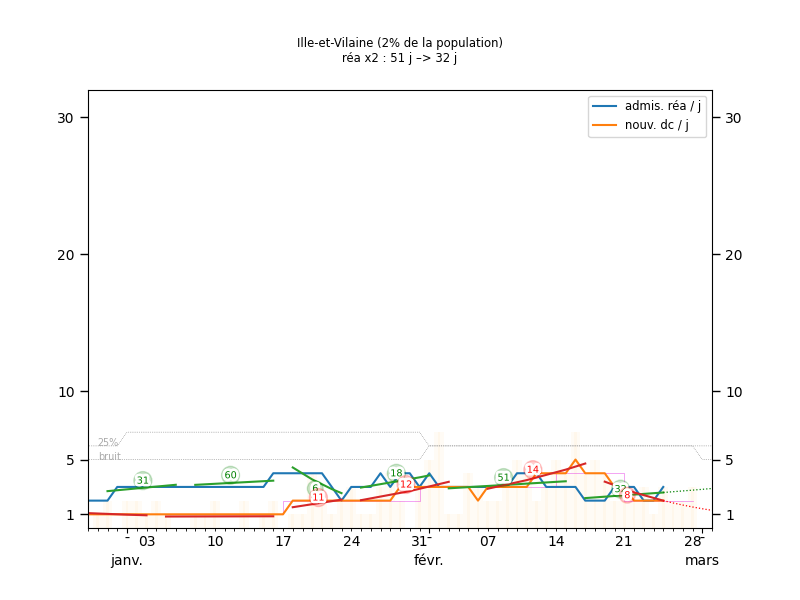 Ille-et-Vilaine (2% de la population)
réa x2 : 51 j –> 32 j
admis. réa / j
nouv. dc / j
30 30
20 20
10 10
25%
bruit
5 5
31 60 6 11 18 12 51 14 32 8
1 1
03 10 17 24 31 07 14 21 28
janv. févr. mars